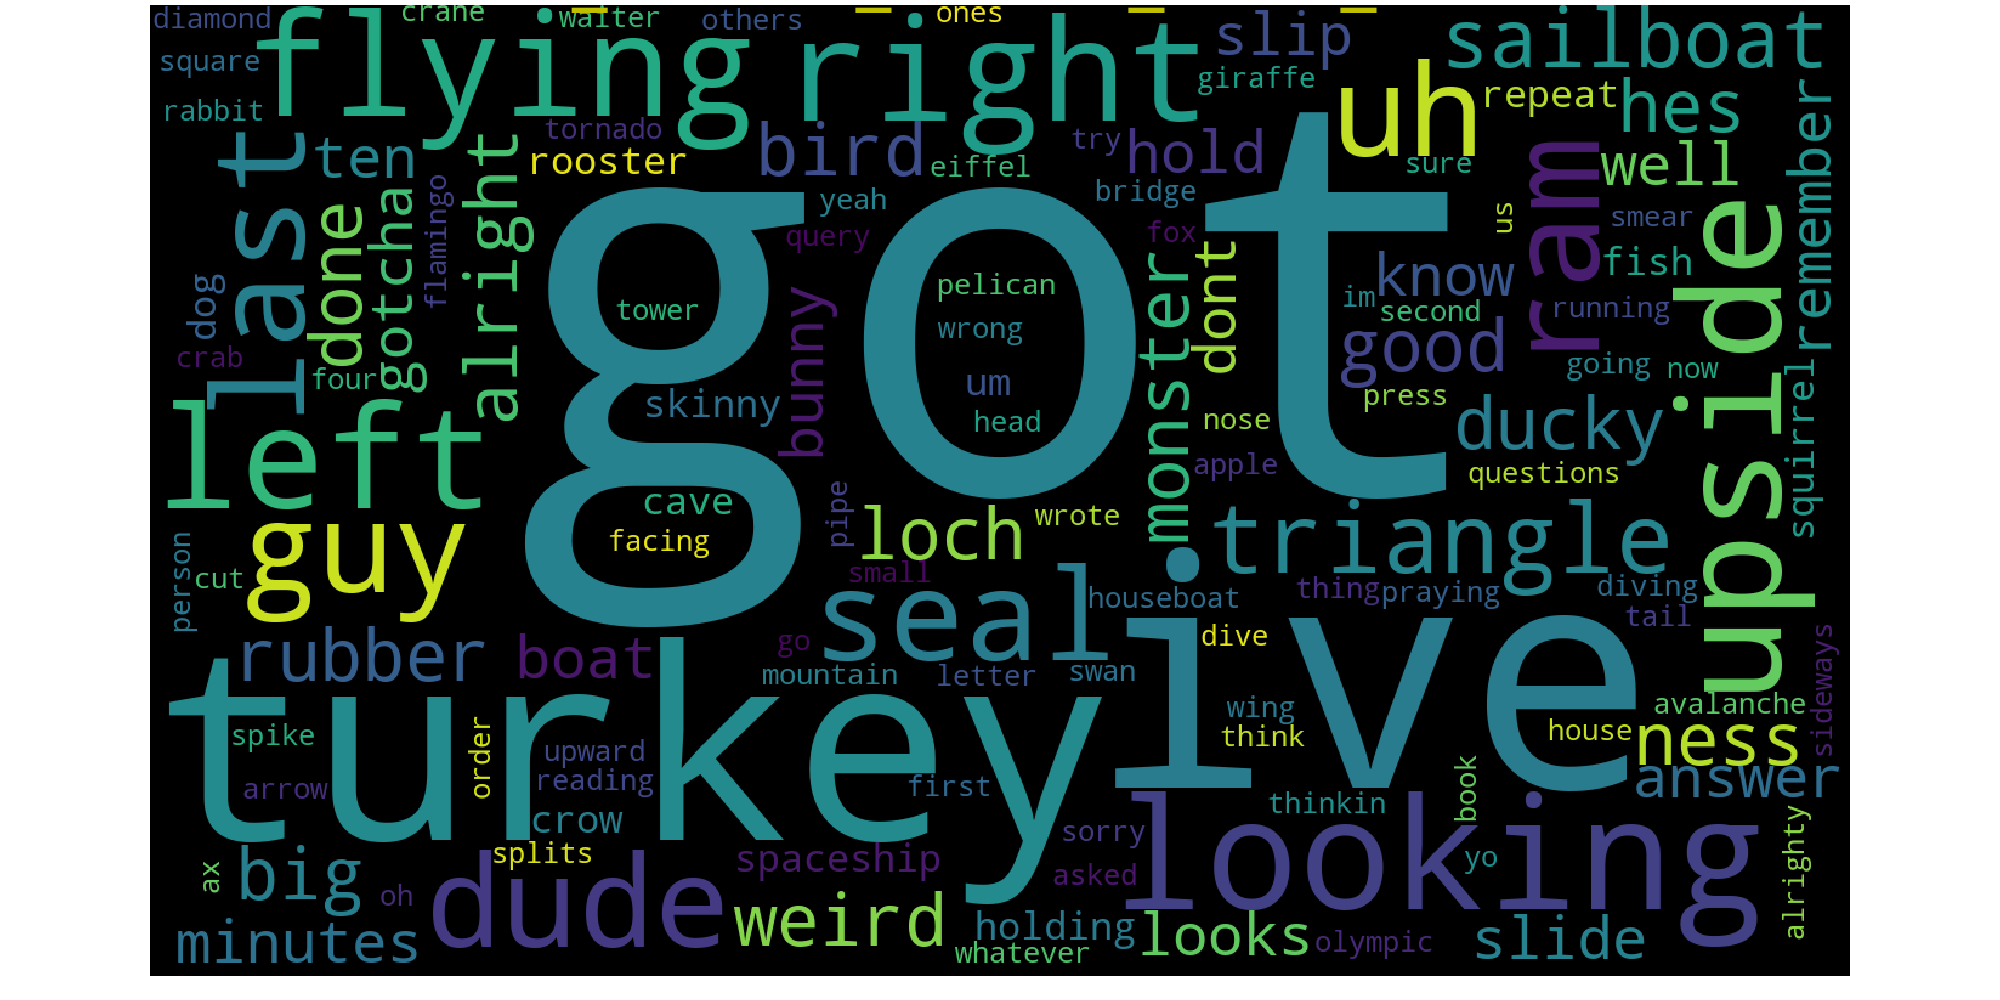 diamond
crane
walter
others
ones
flying
right
slip
sailboat
square
giraffe
uh
repeat
hes
rabbit
last
ten
tornado
rooster
bird
eiffel
try
hold
sure
ram
well
remember
done
gotcha
flamingo
alright
yeah
query
bridge
fox
dont
us
smear
fish
got
know
im
second
running
upside
dog
crab
four
tower
pelican
wrong
um
head
skinny
bunny
monster
good
going
now
press
nose
left
ducky
squirrel
apple
questions
cave
facing
pipe
loch
wrote
triangle
guy
person
cut
small
seal
houseboat
thing
praying
diving
tail
rubber
boat
go
mountain
letter
swan
dive
sideways
turkey
ive
avalanche
wing
think
house
ness
spike
order
upward
reading
arrow
first
answer
crow
looking
thinkin
book
splits
sorry
ax
big
oh
dude
spaceship
asked
yo
alrighty
minutes
weird
holding
whatever
looks
olympic
slide